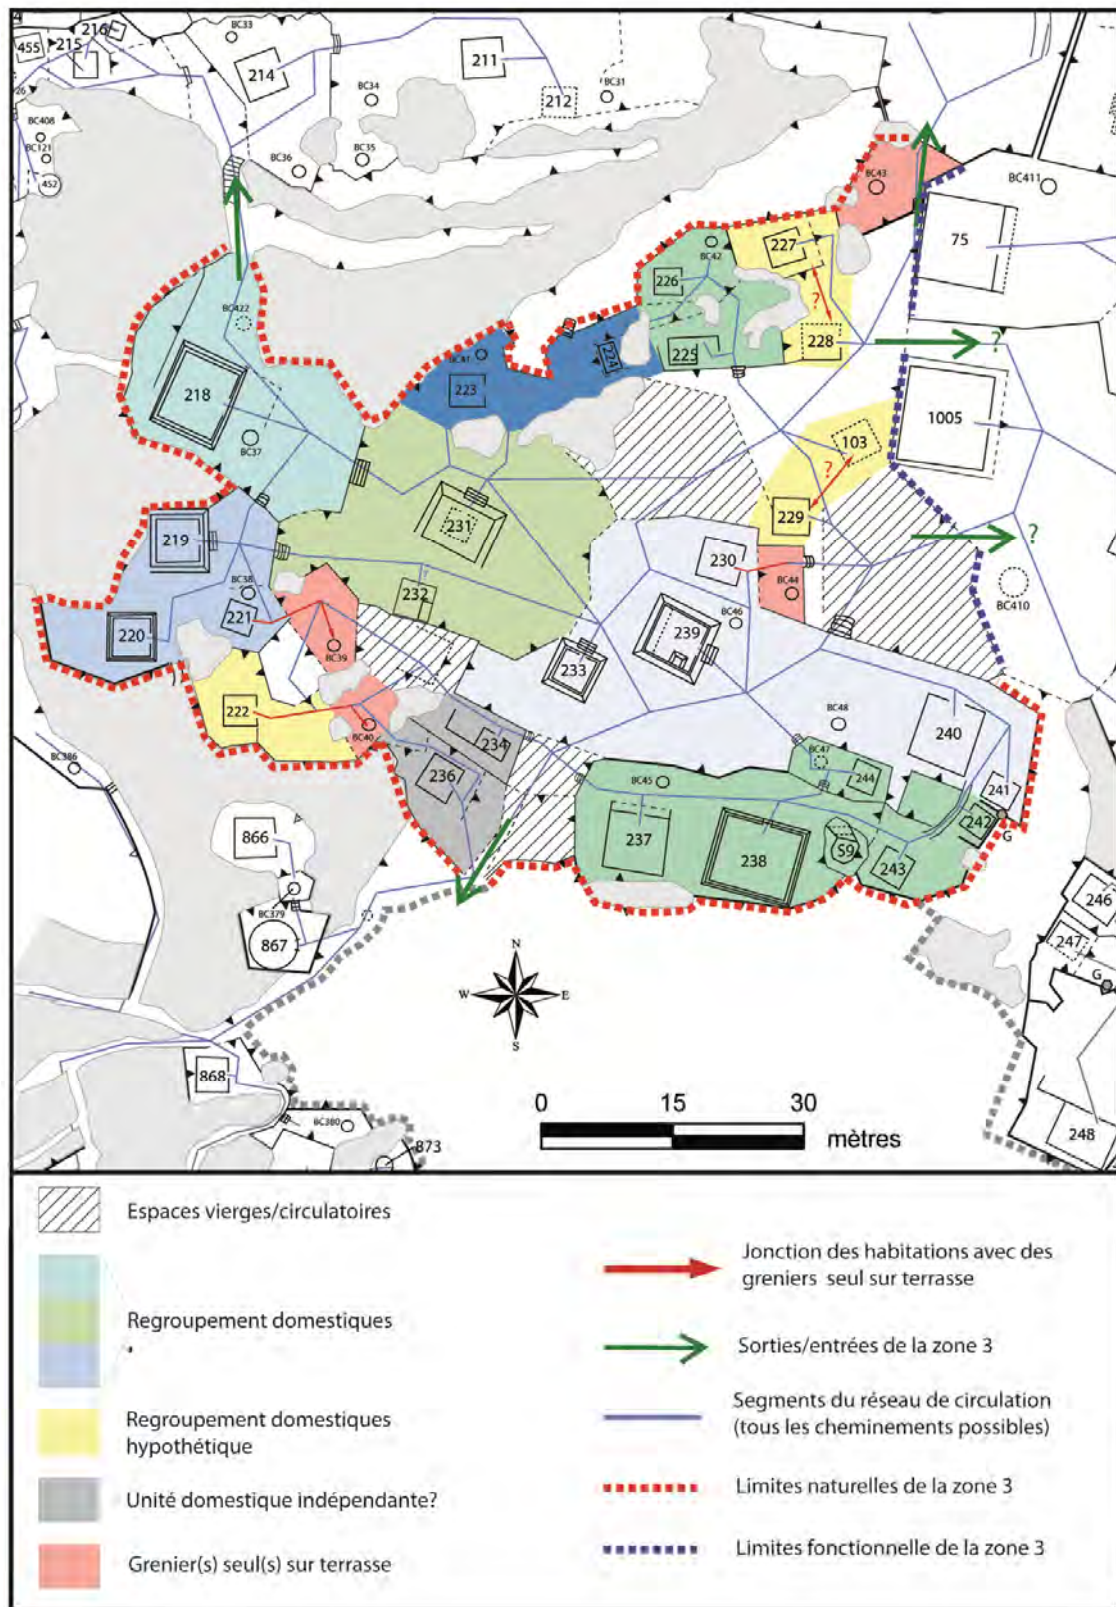 455
215
216
BC33
214
211
212
BC34
BC31
BC408
BC121
452
BC36
BC35
BC43
BC411
75
227
BC42
226
?
228
?
225
224
223
BC422
218
BC37
1005
103
?
229
219
231
230
?
BC38
232
BC44
BC410
221
BC46
239
220
BC39
233
222
BC40
234
BC48
240
236
BC47
244
241
BC45
242
G
BC386
866
237
238
S9
243
246
BC379
867
247
G
N
W
E
S
868
BC380
873
248
0
15
30
mètres
Espaces vierges/circulatoires
Regroupement domestiques
Regroupement domestiques
hypothétique
Unité domestique indépendante?
Grenier(s) seul(s) sur terrasse
Jonction des habitations avec des
greniers seul sur terrasse
Sorties/entrées de la zone 3
Segments du réseau de circulation
(tous les cheminements possibles)
Limites naturelles de la zone 3
Limites fonctionnelle de la zone 3